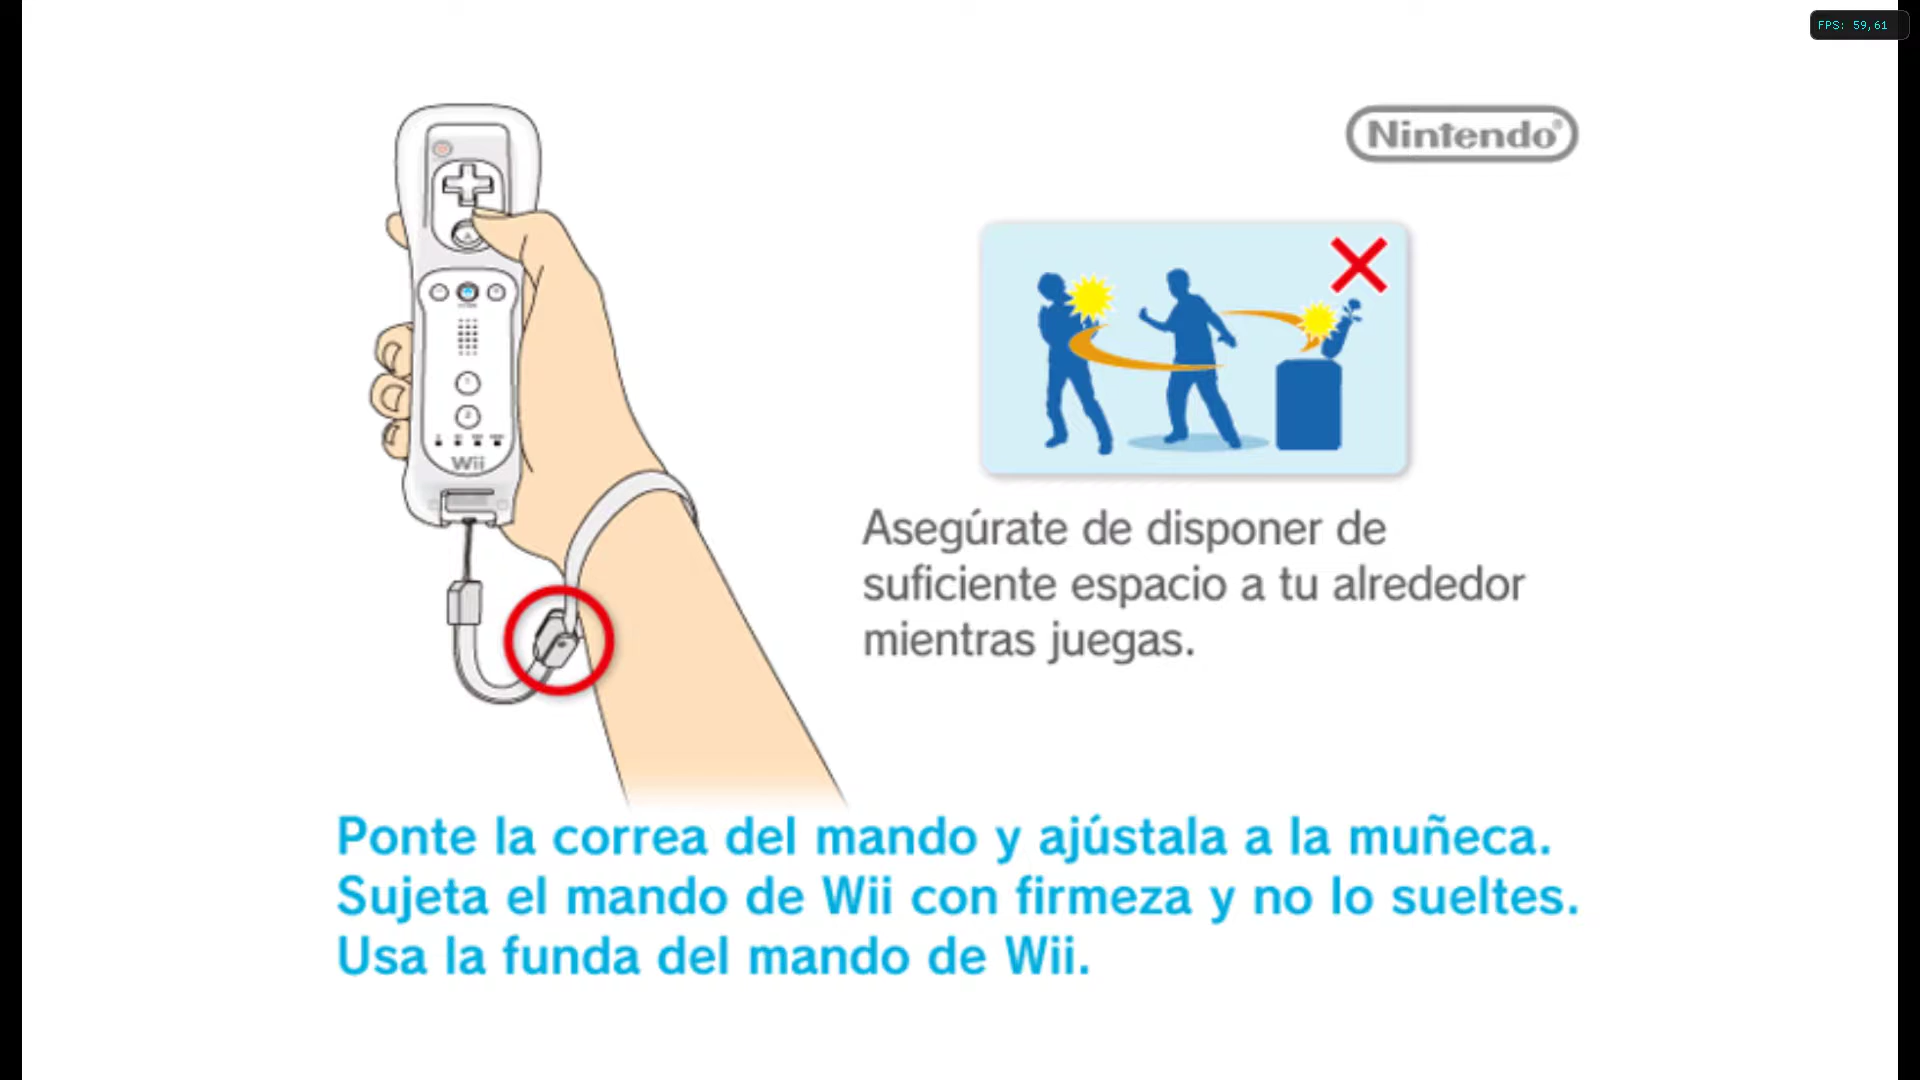 FPS: 59,61
Nintendo®
Wii
Asegúrate de disponer de
suficiente espacio a tu alrededor
mientras juegas.
Ponte la correa del mando y ajústala a la muñeca.
Sujeta el mando de Wii con firmeza y no lo sueltes.
Usa la funda del mando de Wii.